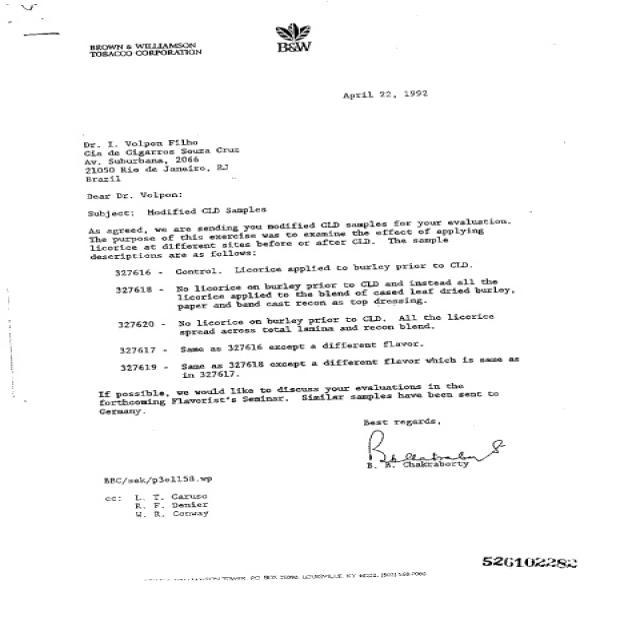 BROWN & WILLIAMSON
TOBACCO CORPORATION
B&W
April 22, 1992
Dr. I. Volpon Filho
Cia de Cigarros Souza Cruz
Av. Suburbana, 2066
21050 Rio de Janeiro, RJ
Brazil
Dear Dr. Volpon:
Subject: Modified CLD Samples
As agreed, we are sending you modified CLD samples for your evaluation.
The purpose of this exercise was to examine the effect of applying
licorice at different sites before or after CLD. The sample
descriptions are as follows:
327616 - Control. Licorice applied to burley prior to CLD.
327618 - No licorice on burley prior to CLD and instead all the
licorice applied to the blend of cased leaf dried burley,
paper and band cast recon as top dressing.
327620 - No licorice on burley prior to CLD. All the licorice
spread across total lamina and recon blend.
327617 - Same as 327616 except a different flavor.
327619 - Same as 327618 except a different flavor which is same as
in 327617.
If possible, we would like to discuss your evaluations in the
forthcoming Flavorist's Seminar. Similar samples have been sent to
Germany.
Best regards,
B. B. Chakraborty
BBC/sek/p3el158.wp
cc: L. T. Caruso
R. F. Denier
W. R. Conway
526102282
WILLIAMSON TOWER, PO BOX 35090, LOUISVILLE, KY